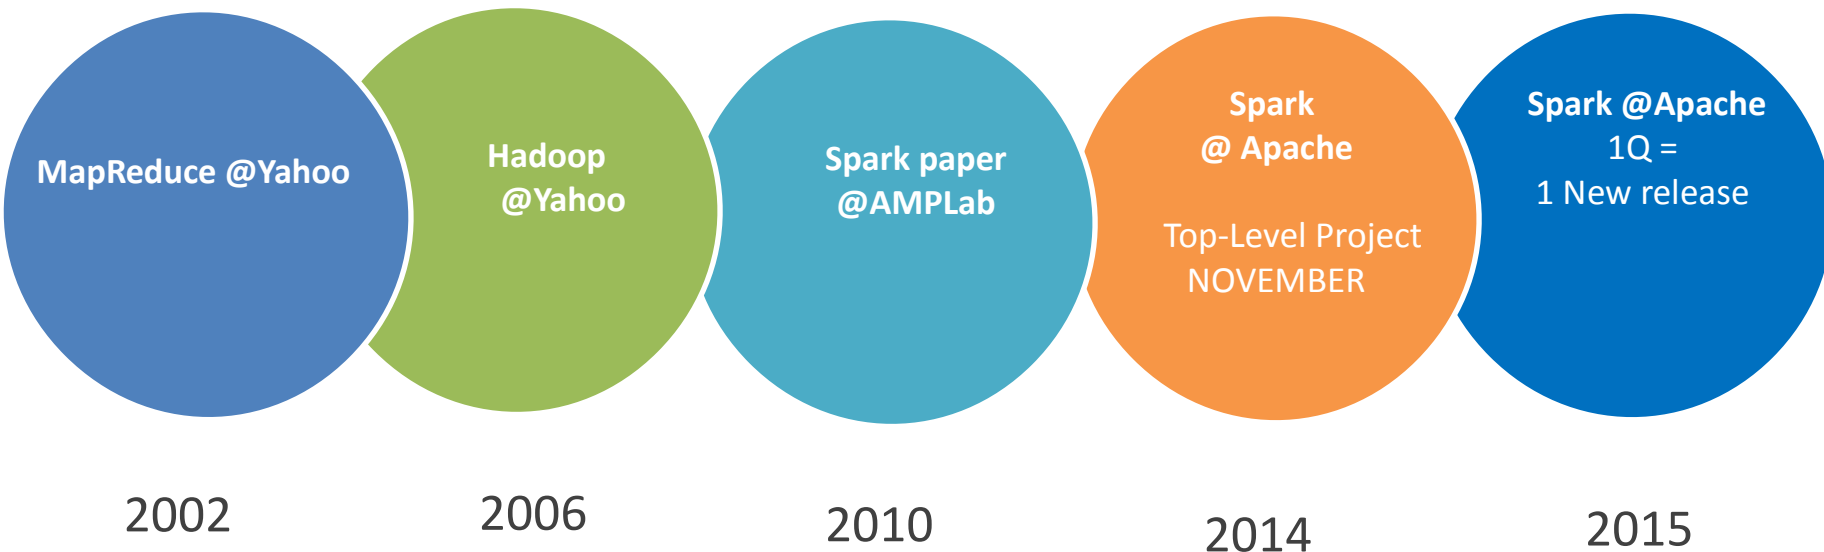 MapReduce @Yahoo
Hadoop
@Yahoo
Spark paper
@AMPLab
Spark
@ Apache
Top-Level Project
NOVEMBER
Spark @Apache
1Q =
1 New release
2002
2006
2010
2014
2015